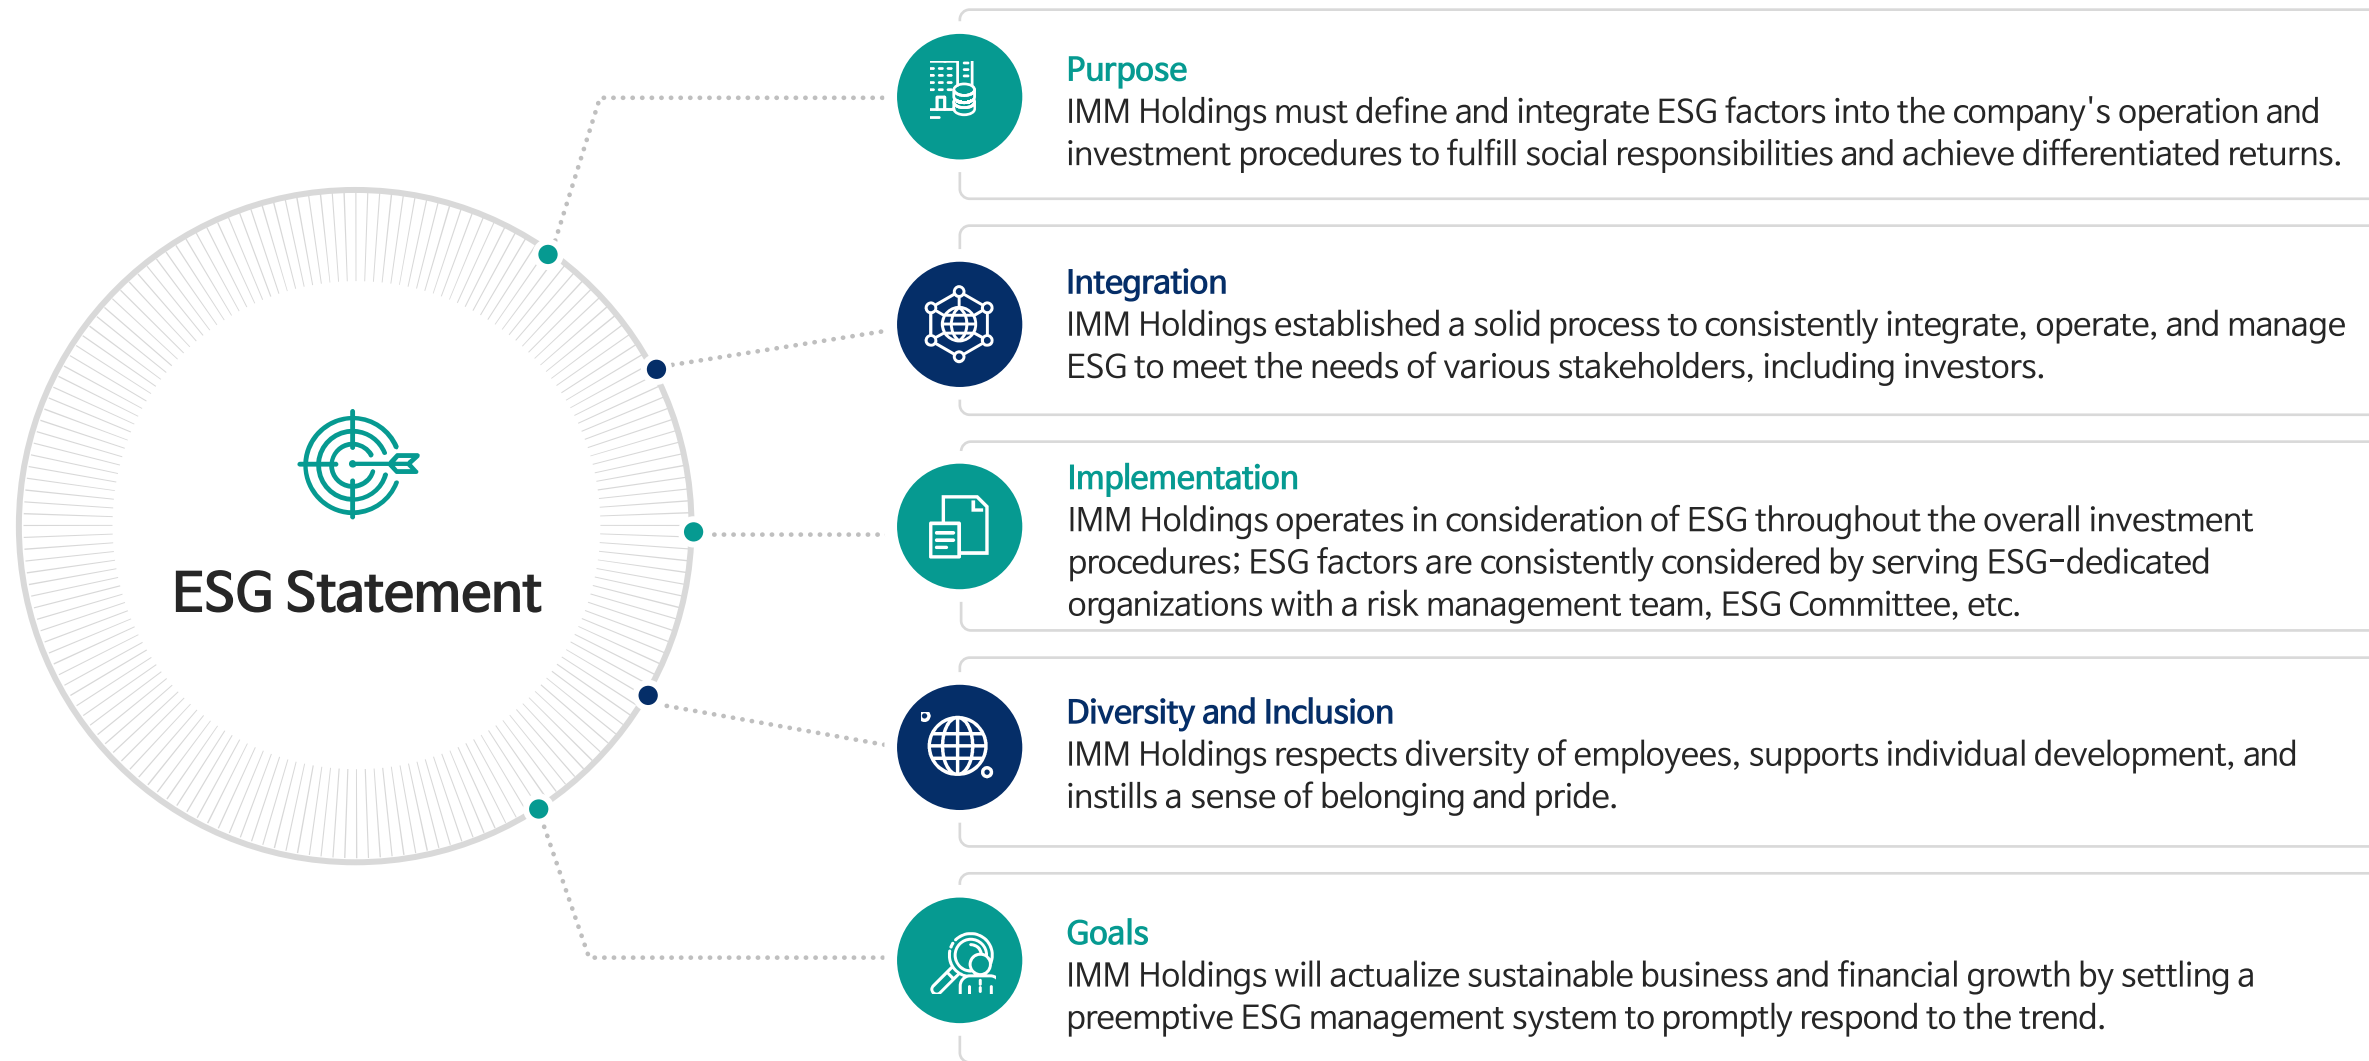 ESG Statement
Purpose
IMM Holdings must define and integrate ESG factors into the company's operation and
investment procedures to fulfill social responsibilities and achieve differentiated returns.
Integration
IMM Holdings established a solid process to consistently integrate, operate, and manage
ESG to meet the needs of various stakeholders, including investors.
Implementation
IMM Holdings operates in consideration of ESG throughout the overall investment
procedures; ESG factors are consistently considered by serving ESG-dedicated
organizations with a risk management team, ESG Committee, etc.
Diversity and Inclusion
IMM Holdings respects diversity of employees, supports individual development, and
instills a sense of belonging and pride.
Goals
IMM Holdings will actualize sustainable business and financial growth by settling a
preemptive ESG management system to promptly respond to the trend.